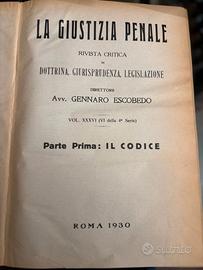 LA GIUSTIZIA PENALE
RIVISTA CRITICA
DI
DOTTRINA, GIURISPRUDENZA, LEGISLAZIONE
DIRETTORE
Avv. GENNARO ESCOBEDO
VOL. XXXVI (VI della 4ª Serie)
Parte Prima: IL CODICE
ROMA 1930
subito